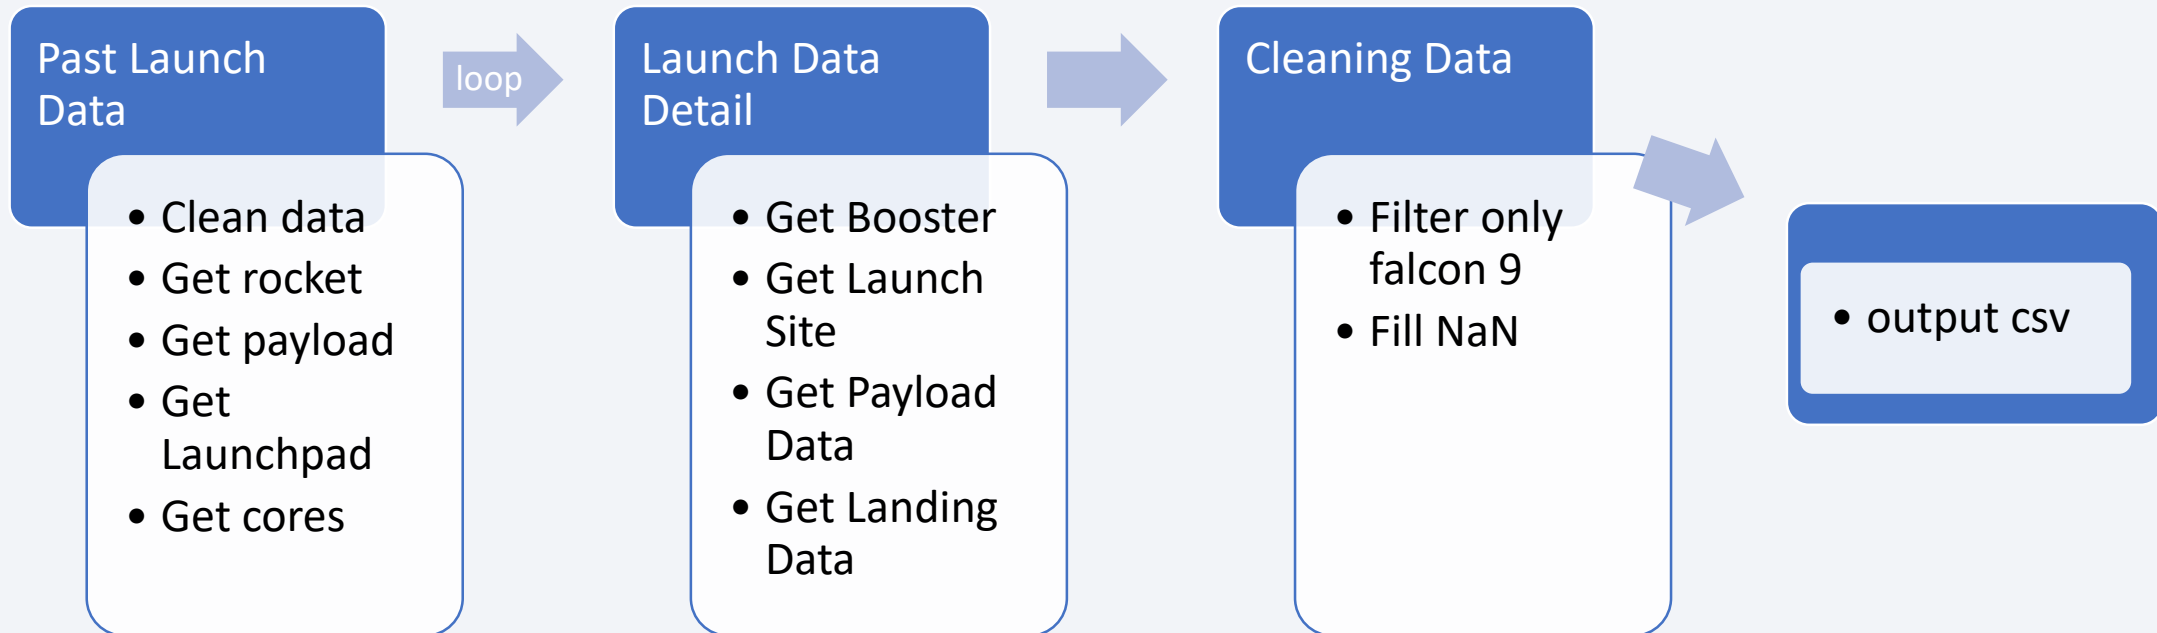 Past Launch
Data
• Clean data
• Get rocket
• Get payload
• Get
Launchpad
• Get cores
loop
Launch Data
Detail
• Get Booster
• Get Launch
Site
• Get Payload
Data
• Get Landing
Data
Cleaning Data
• Filter only
falcon 9
• Fill NaN
• output csv